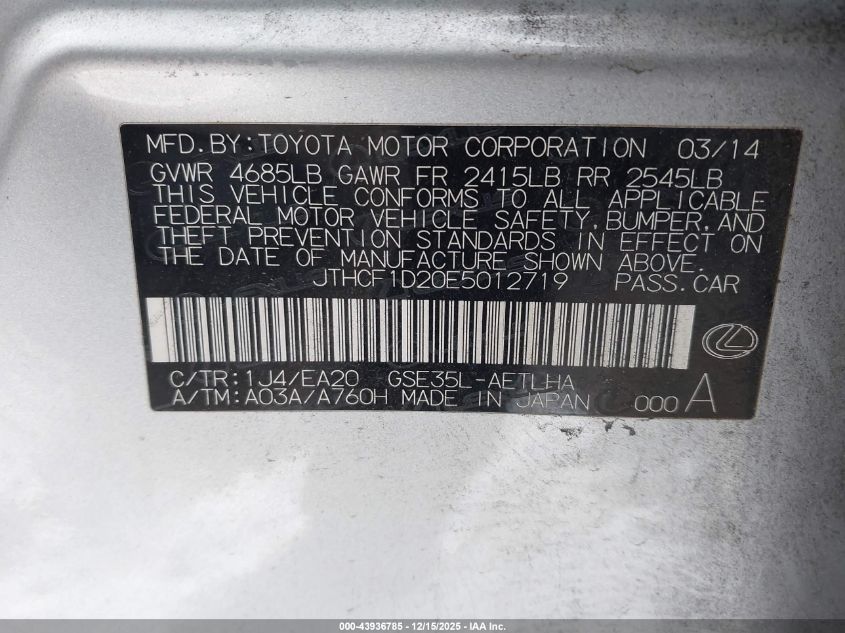 MFD.BY:TOYOTA MOTOR CORPORATION 03/14
GVWR 4685LB GAWR FR 2415LB RR 2545LB
THIS VEHICLE CONFORMS TO ALL APPLICABLE
FEDERAL MOTOR VEHICLE SAFETY,BUMPER,AND
THEFT PREVENTION STANDARDS IN EFFECT ON
THE DATE OF MANUFACTURE SHOWN ABOVE.
JTHCF1D20E5012719 PASS.CAR
C/TR:1J4/EA20 GSE35L-AETLHA
A/TM:A03A/A760H MADE IN JAPAN 000 A
000-43936785 - 12/15/2025 - IAA Inc.